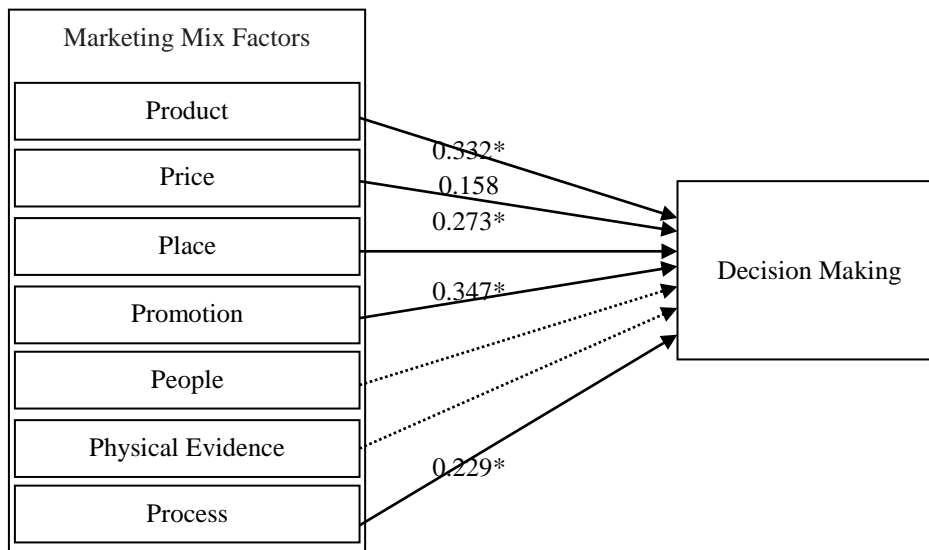 Marketing Mix Factors
Product
0.332*
Price
0.158
0.273*
Place
Decision Making
0.347*
Promotion
People
Physical Evidence
0.229*
Process